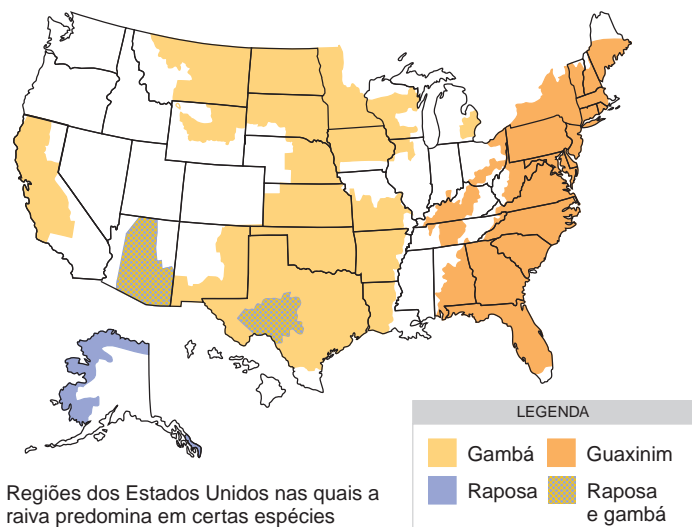 LEGENDA
Gambá
Guaxinim
Raposa
Raposa
e gambá
Regiões dos Estados Unidos nas quais a
raiva predomina em certas espécies